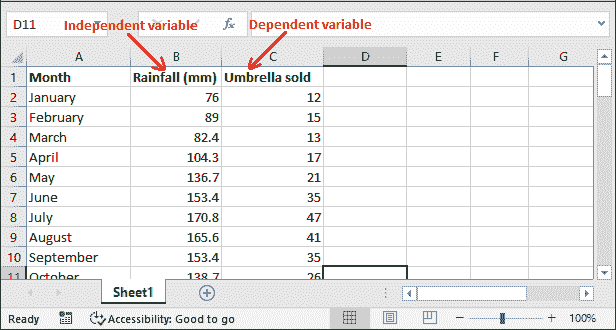 D11 Independent variable fx Dependent variable
A B C D E F G
1 Month Rainfall (mm) Umbrella sold
2 January 76 12
3 February 89 15
4 March 82.4 13
5 April 104.3 17
6 May 136.7 21
7 June 153.4 35
8 July 170.8 47
9 August 165.6 41
10 September 153.4 35
11 October 138.7 26
Sheet1
Ready Accessibility: Good to go 100%